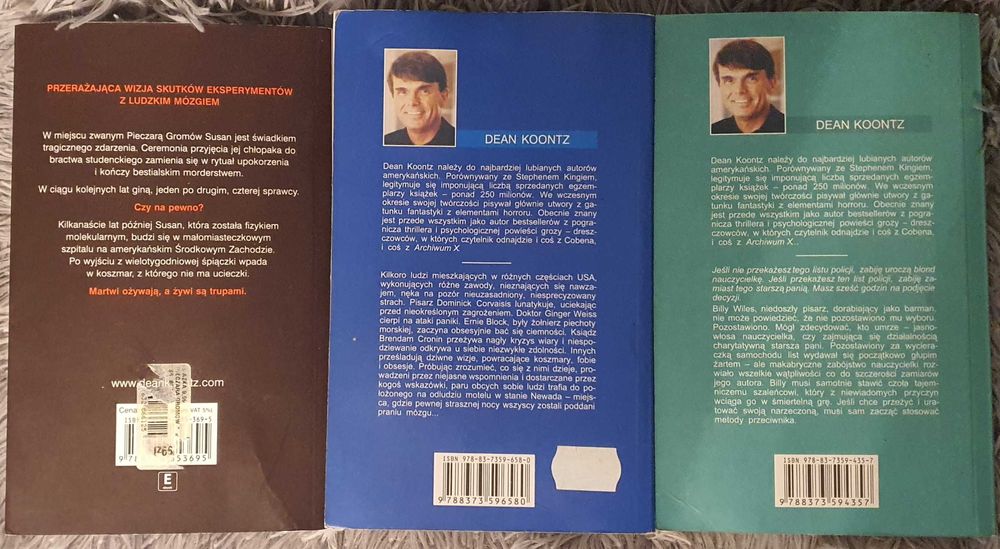 PRZERAŻAJĄCA WIZJA SKUTKÓW EKSPERYMENTÓW
Z LUDZKIM MÓZGIEM
W miejscu zwanym Pieczarą Gromów Susan jest świadkiem
tragicznego zdarzenia. Ceremonia przyjęcia jej chłopaka do
bractwa studenckiego zamienia się w rytuał upokorzenia
i kończy bestialskim morderstwem.
W ciągu kolejnych lat giną, jeden po drugim, czterej sprawcy.
Czy na pewno?
Kilkanaście lat później Susan, która została fizykiem
molekularnym, budzi się w małomiasteczkowym
szpitalu na amerykańskim Środkowym Zachodzie.
Po wyjściu z wielotygodniowej śpiączki wpada
w koszmar, z którego nie ma ucieczki.
Martwi ożywają, a żywi są trupami.
Cena
VAT 5%
53695
E
DEAN KOONTZ
Dean Koontz należy do najbardziej lubianych autorów
amerykańskich. Porównywany ze Stephenem Kingiem,
legitymuje się imponującą liczbą sprzedanych egzem-
plarzy książek – ponad 250 milionów. We wczesnym
okresie swojej twórczości pisywał głównie utwory z ga-
tunku fantastyki z elementami horroru. Obecnie znany
jest przede wszystkim jako autor bestsellerów z pogra-
nicza thrillera i psychologicznej powieści grozy – dresz-
czowców, w których czytelnik odnajdzie i coś z Cobena,
i coś z Archiwum X.
Kilkoro ludzi mieszkających w różnych częściach USA,
wykonujących różne zawody, nieznających się nawza-
jem, nęka na pozór nieuzasadniony, niesprecyzowany
strach. Pisarz Dominick Corvaisis lunatykuje, uciekając
przed nieokreślonym zagrożeniem. Doktor Ginger Weiss
cierpi na ataki paniki. Ernie Block, były żołnierz piechoty
morskiej, zaczyna obsesyjnie bać się ciemności. Ksiądz
Brendam Cronin przeżywa nagły kryzys wiary i niespo-
dziewanie odkrywa u siebie niezwykłe zdolności. Innych
prześladują dziwne wizje, powracające koszmary, fobie
i obsesje. Próbując zrozumieć, co się z nimi dzieje, pro-
wadzeni przez niejasne wspomnienia i dostarczane przez
kogoś wskazówki, paru obcych sobie ludzi trafia do po-
łożonego na odludziu motelu w stanie Newada – miejs-
ca, gdzie pewnej strasznej nocy wszyscy zostali poddani
praniu mózgu...
ISBN 978-83-7359-658-0
9 788373 596580
DEAN KOONTZ
Dean Koontz należy do najbardziej lubianych autorów
amerykańskich. Porównywany ze Stephenem Kingiem,
legitymuje się imponującą liczbą sprzedanych egzem-
plarzy książek – ponad 250 milionów. We wczesnym
okresie swojej twórczości pisywał głównie utwory z ga-
tunku fantastyki z elementami horroru. Obecnie znany
jest przede wszystkim jako autor bestsellerów z pogra-
nicza thrillera i psychologicznej powieści grozy – dresz-
czowców, w których czytelnik odnajdzie i coś z Cobena,
i coś z Archiwum X...
Jeśli nie przekażesz tego listu policji, zabiję uroczą blond
nauczycielkę. Jeśli przekażesz ten list policji, zabiję za-
miast tego starszą panią. Masz sześć godzin na podjęcie
decyzji.
Billy Wiles, niedoszły pisarz, dorabiający jako barman,
nie może powiedzieć, że nie pozostawiono mu wyboru.
Pozostawiono. Mógł zdecydować, kto umrze – jasno-
włosa nauczycielka, czy zajmująca się działalnością
charytatywną starsza pani. Pozostawiony za wyciera-
czką samochodu list wydawał się początkowo głupim
żartem – ale makabryczne zabójstwo nauczycielki roz-
wiało wszelkie wątpliwości co do szczerości zamiarów
jego autora. Billy musi samotnie stawić czoła tajem-
niczemu szaleńcowi, który z niewiadomych przyczyn
wciąga go w śmiertelną grę. Jeśli chce przeżyć i ura-
tować swoją narzeczoną, musi sam zacząć stosować
metody przeciwnika.
ISBN 978-83-7359-435-7
9 788373 594357